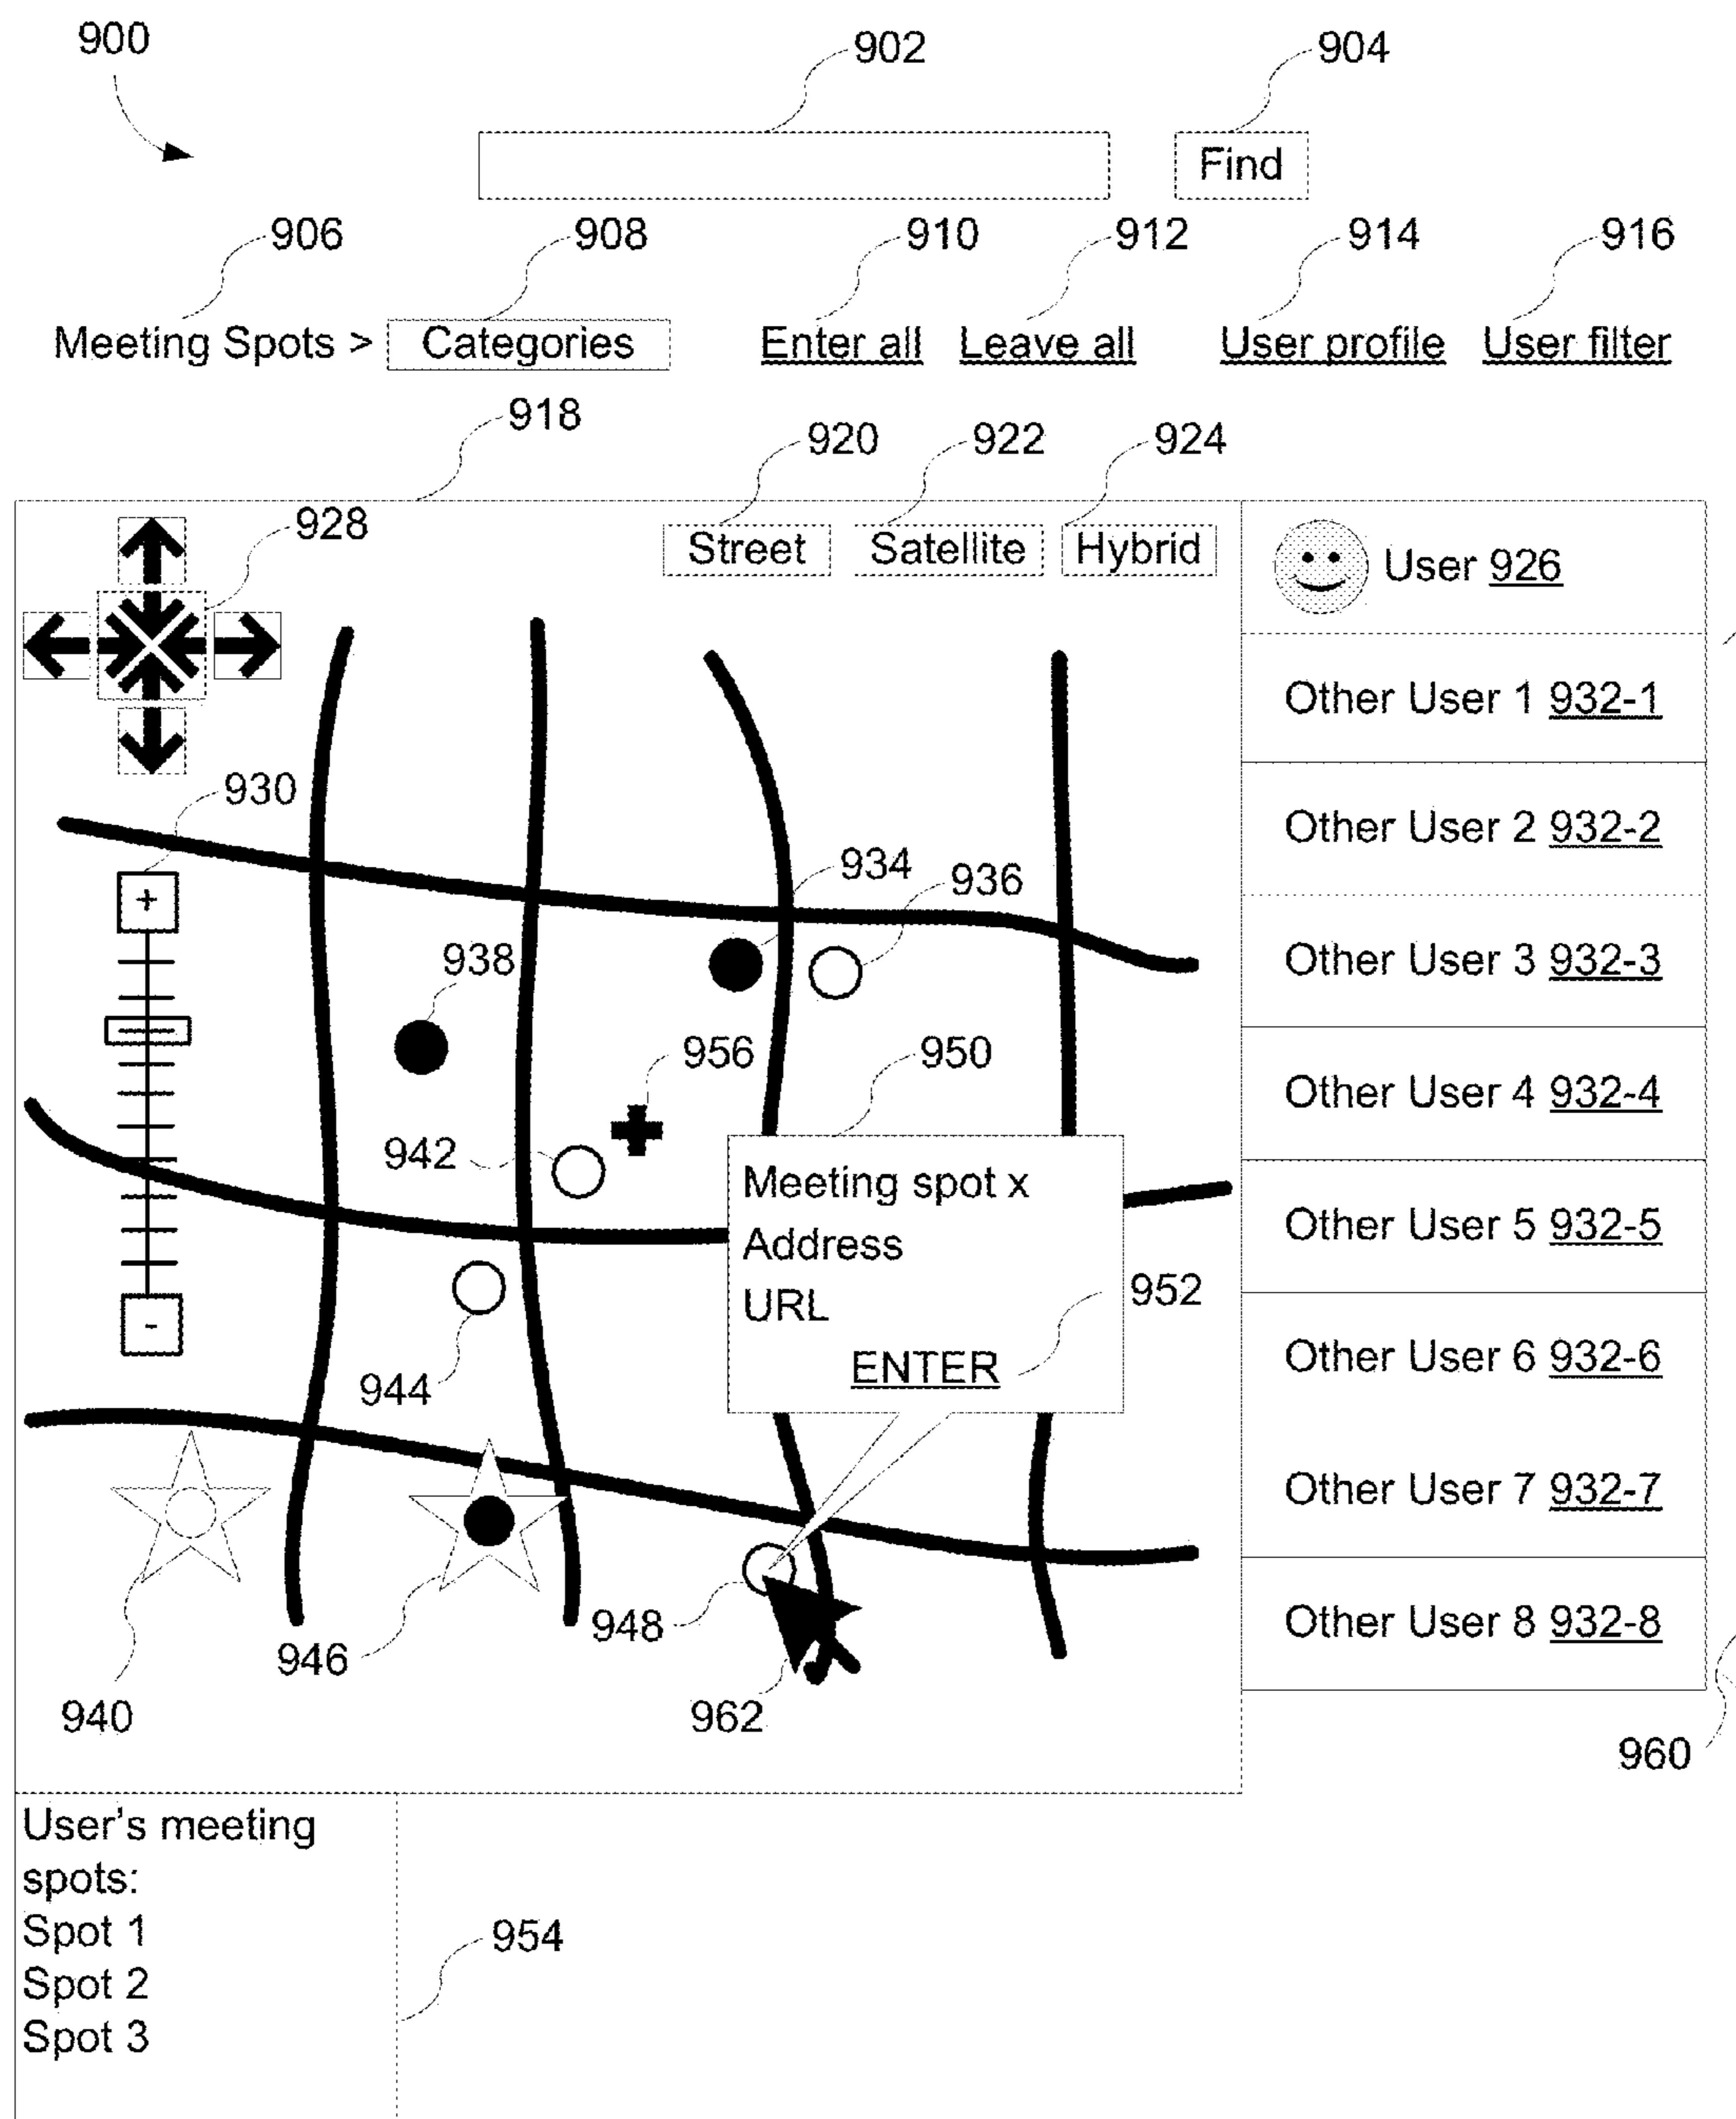 900
902
904
Find
906
908
910
912
914
916
Meeting Spots > Categories Enter all Leave all User profile User filter
918
920
922
924
928
Street Satellite Hybrid
User 926
Other User 1 932-1
930
+
Other User 2 932-2
934
936
938
Other User 3 932-3
956
950
Other User 4 932-4
942
Meeting spot x
Address
URL
952
ENTER
Other User 5 932-5
-
944
Other User 6 932-6
Other User 7 932-7
948
946
Other User 8 932-8
940
962
960
User's meeting
spots:
Spot 1
954
Spot 2
Spot 3